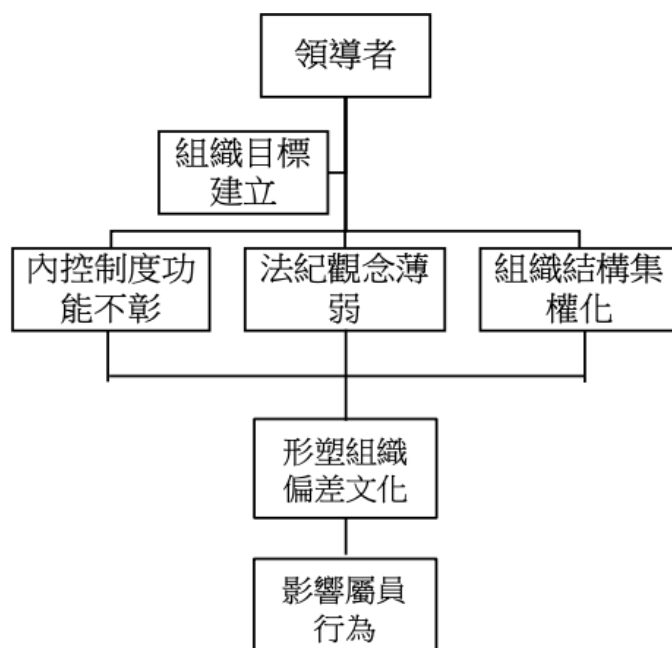 領導者
組織目標
建立
內控制度功
能不彰
法紀觀念薄
弱
組織結構集
權化
形塑組織
偏差文化
影響屬員
行為